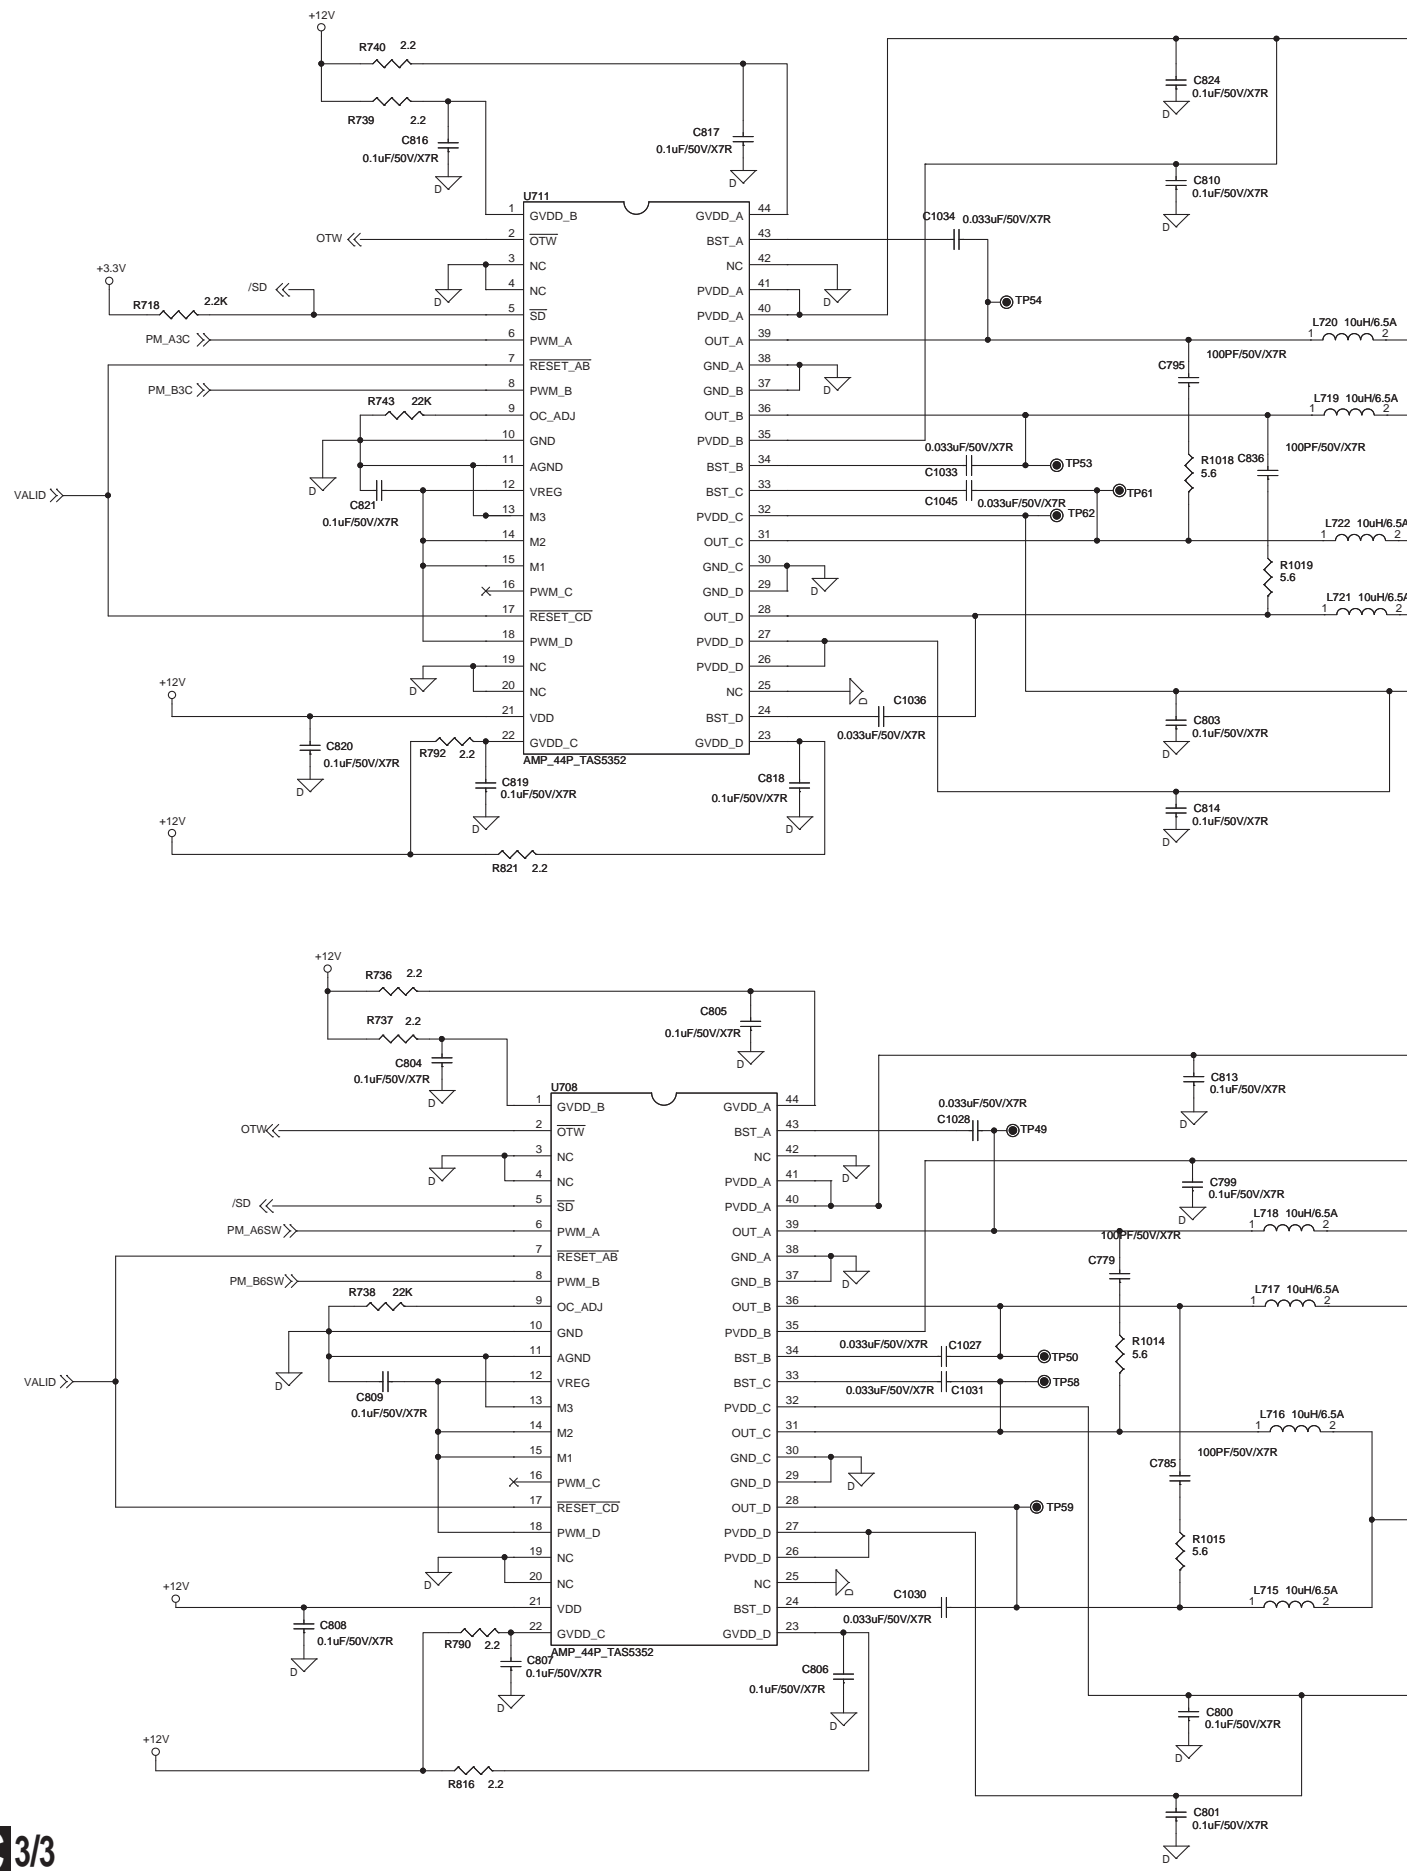 +12V
R740 2.2
R739 2.2
C816
0.1uF/50V/X7R
D
C817
0.1uF/50V/X7R
D
C824
0.1uF/50V/X7R
D
C810
0.1uF/50V/X7R
D
U711
1 GVDD_B GVDD_A 44
OTW 2 OTW BST_A 43 C1034 0.033uF/50V/X7R
D 3 NC NC 42 D
4 NC PVDD_A 41 TP54
+3.3V
R718 2.2K /SD 5 SD PVDD_A 40
PM_A3C 6 PWM_A OUT_A 39 L720 10uH/6.5A 1 2
7 RESET_AB GND_A 38 D
C795 100PF/50V/X7R
PM_B3C 8 PWM_B GND_B 37
R743 22K 9 OC_ADJ OUT_B 36 L719 10uH/6.5A 1 2
D 10 GND PVDD_B 35
100PF/50V/X7R
C836
11 AGND BST_B 34 0.033uF/50V/X7R C1033 TP53
R1018 5.6
VALID
C821
0.1uF/50V/X7R
12 VREG BST_C 33 C1045 0.033uF/50V/X7R TP61
13 M3 PVDD_C 32 TP62
14 M2 OUT_C 31 L722 10uH/6.5A 1 2
15 M1 GND_C 30 D
R1019 5.6
16 PWM_C GND_D 29
17 RESET_CD OUT_D 28 L721 10uH/6.5A 1 2
18 PWM_D PVDD_D 27
D 19 NC PVDD_D 26
20 NC NC 25 D
+12V
21 VDD BST_D 24 C1036 0.033uF/50V/X7R
22 GVDD_C GVDD_D 23
AMP_44P_TAS5352
C820
0.1uF/50V/X7R
D
R792 2.2
C819
0.1uF/50V/X7R
D
C818
0.1uF/50V/X7R
D
C803
0.1uF/50V/X7R
D
C814
0.1uF/50V/X7R
D
+12V
R821 2.2
+12V
R736 2.2
R737 2.2
C804
0.1uF/50V/X7R
D
C805
0.1uF/50V/X7R
D
C813
0.1uF/50V/X7R
D
C799
0.1uF/50V/X7R
D
U708
1 GVDD_B GVDD_A 44
OTW 2 OTW BST_A 43 0.033uF/50V/X7R C1028 TP49
D 3 NC NC 42 D
4 NC PVDD_A 41
/SD 5 SD PVDD_A 40
PM_A6SW 6 PWM_A OUT_A 39 L718 10uH/6.5A 1 2
7 RESET_AB GND_A 38 D
100PF/50V/X7R
C779
PM_B6SW 8 PWM_B GND_B 37
R738 22K 9 OC_ADJ OUT_B 36 L717 10uH/6.5A 1 2
D 10 GND PVDD_B 35
R1014 5.6
11 AGND BST_B 34 0.033uF/50V/X7R C1027 TP50
VALID
C809
0.1uF/50V/X7R
12 VREG BST_C 33 0.033uF/50V/X7R C1031 TP58
13 M3 PVDD_C 32
14 M2 OUT_C 31 L716 10uH/6.5A 1 2
15 M1 GND_C 30 D
100PF/50V/X7R
C785
16 PWM_C GND_D 29
17 RESET_CD OUT_D 28 TP59
18 PWM_D PVDD_D 27
R1015 5.6
D 19 NC PVDD_D 26
20 NC NC 25 D
+12V
21 VDD BST_D 24 C1030 0.033uF/50V/X7R L715 10uH/6.5A 1 2
22 GVDD_C GVDD_D 23
AMP_44P_TAS5352
C808
0.1uF/50V/X7R
D
R790 2.2
C807
0.1uF/50V/X7R
D
C806
0.1uF/50V/X7R
D
C800
0.1uF/50V/X7R
D
+12V
R816 2.2
C801
0.1uF/50V/X7R
D
3/3